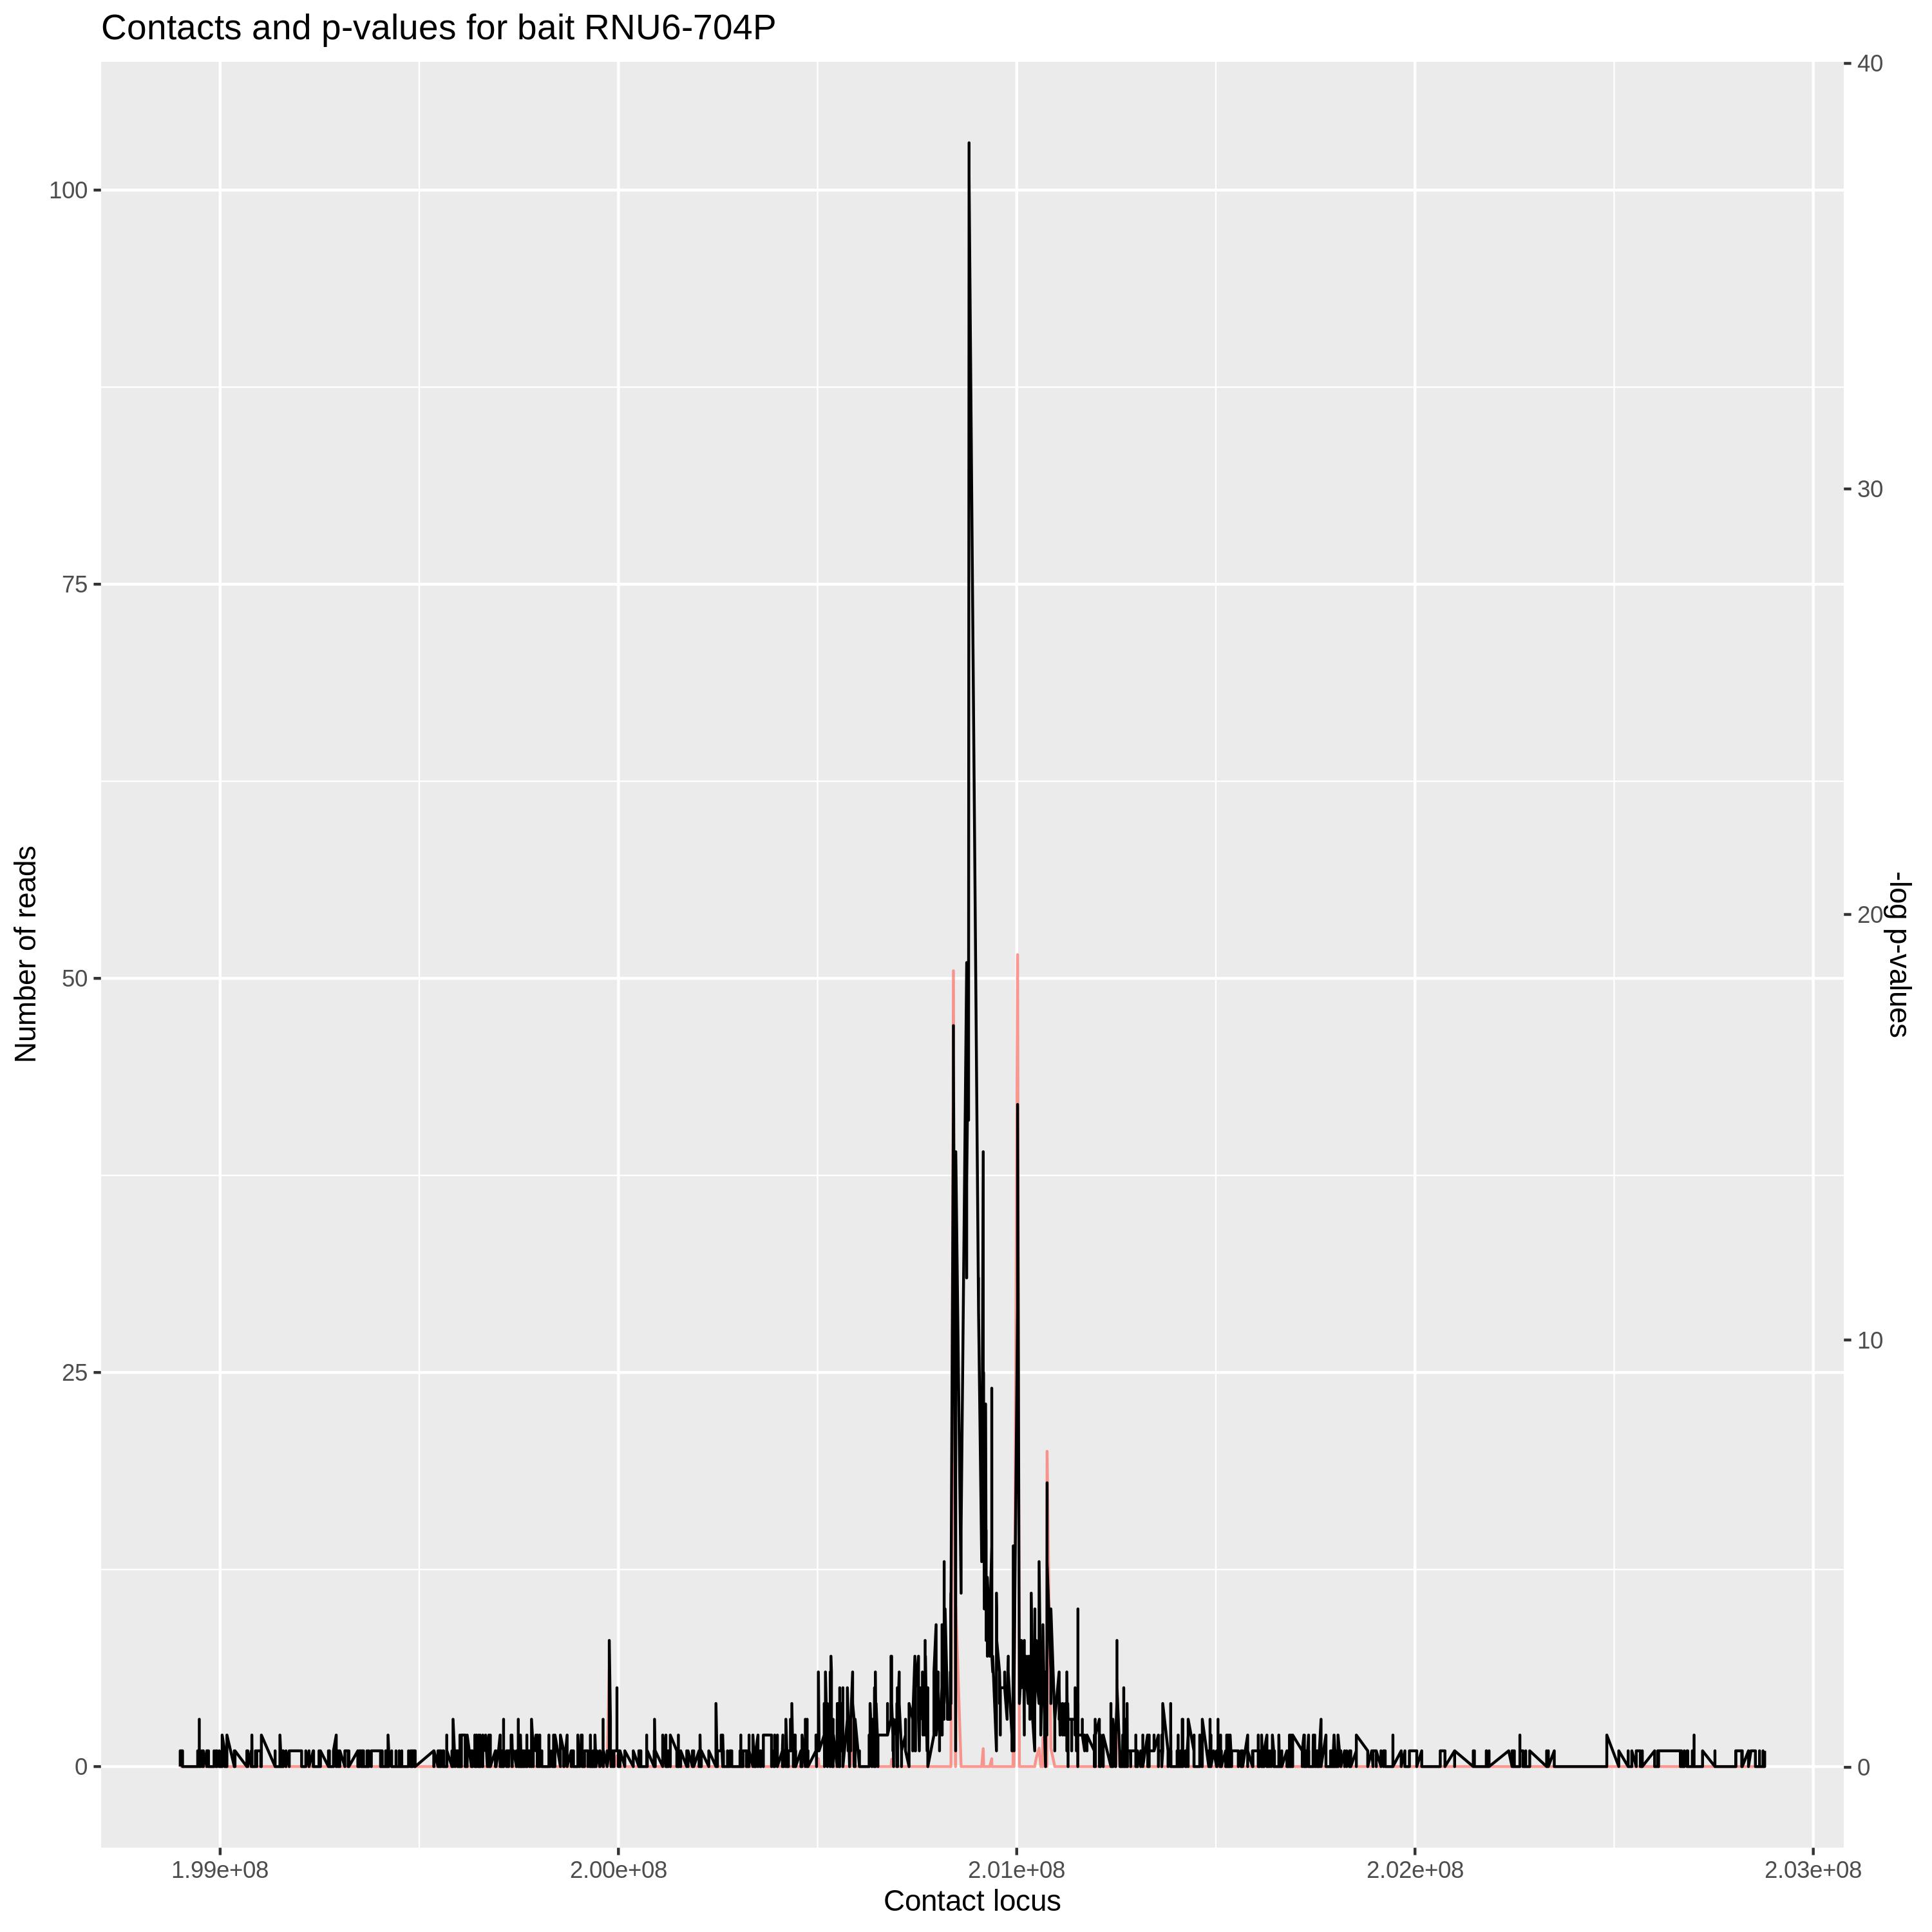 Contacts and p-values for bait RNU6-704P
40
100
30
75
Number of reads
-log p-values
20
50
10
25
0
0
1.99e+08
2.00e+08
2.01e+08
2.02e+08
2.03e+08
Contact locus